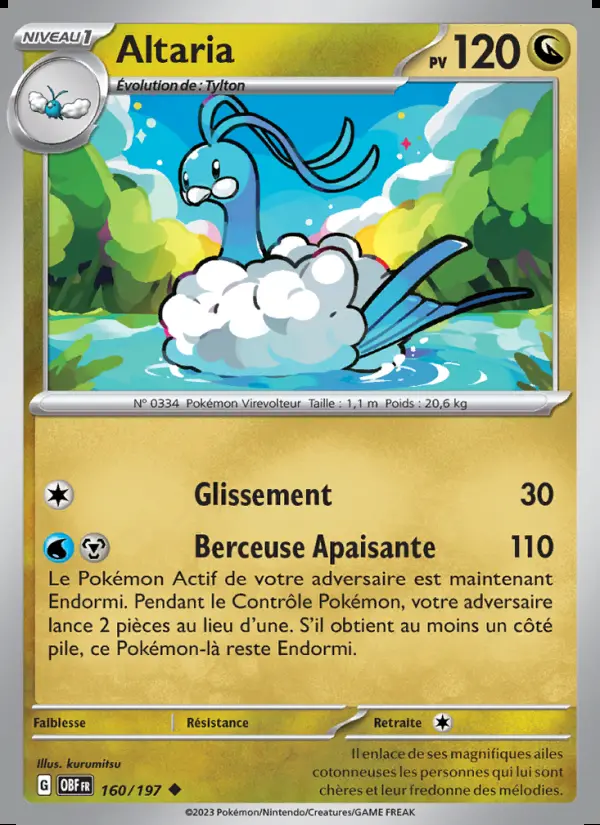 NIVEAU 1
Altaria
PV 120
Évolution de : Tylton
N° 0334 Pokémon Virevolteur Taille : 1,1 m Poids : 20,6 kg
Glissement 30
Berceuse Apaisante 110
Le Pokémon Actif de votre adversaire est maintenant
Endormi. Pendant le Contrôle Pokémon, votre adversaire
lance 2 pièces au lieu d'une. S'il obtient au moins un côté
pile, ce Pokémon-là reste Endormi.
Faiblesse Résistance Retraite
Illus. kurumitsu
G OBF FR 160/197
Il enlace de ses magnifiques ailes
cotonneuses les personnes qui lui sont
chères et leur fredonne des mélodies.
©2023 Pokémon/Nintendo/Creatures/GAME FREAK